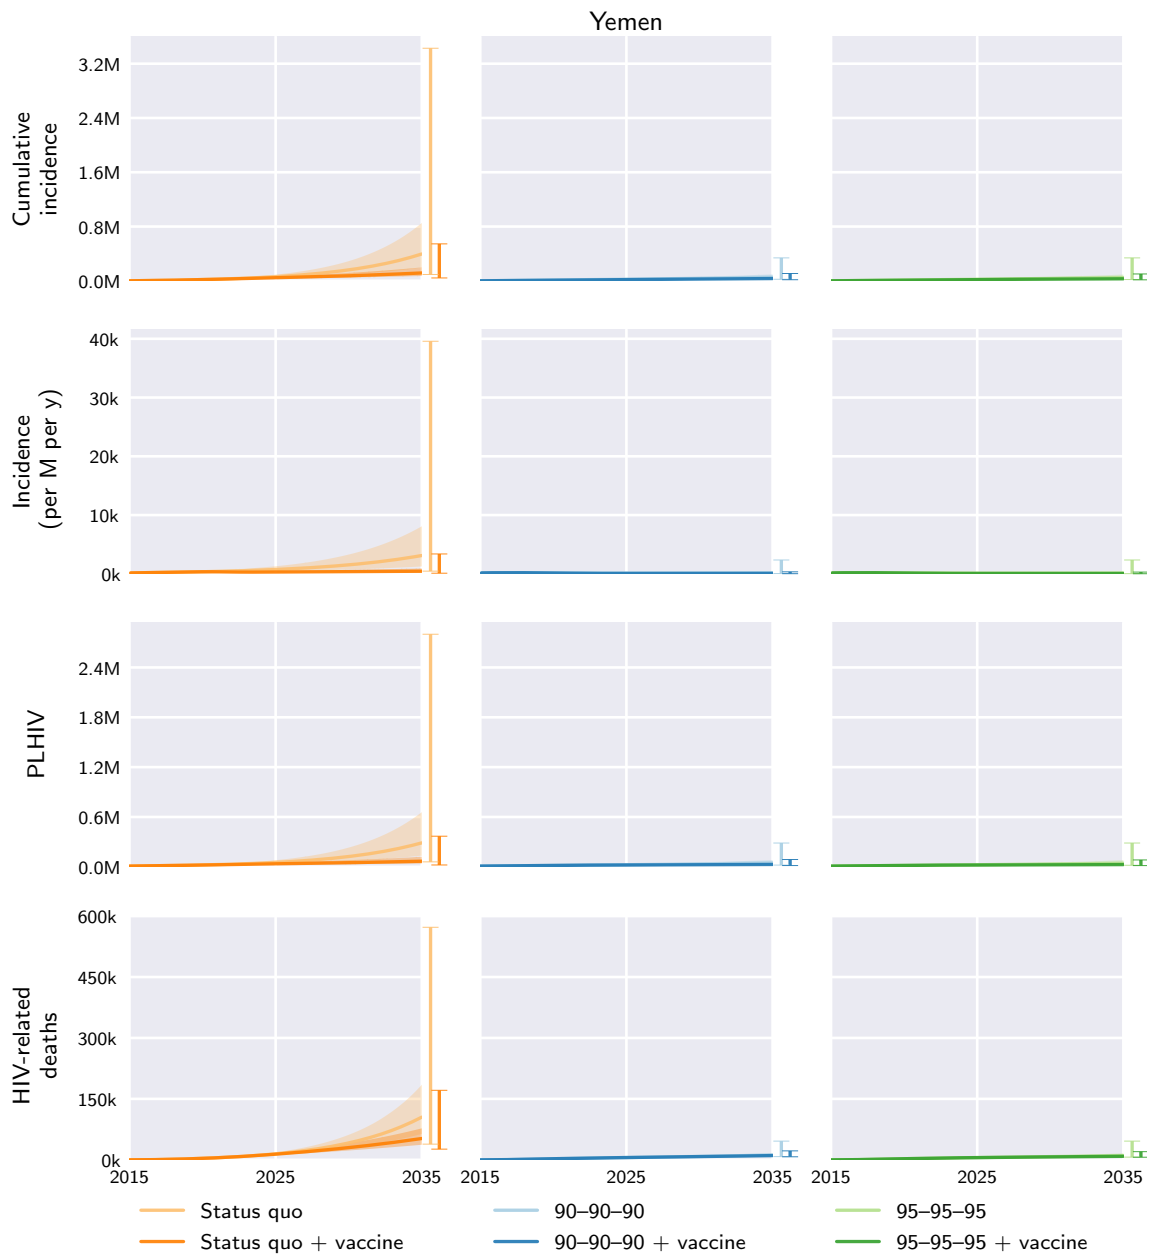 Yemen
Cumulative
incidence
3.2M
2.4M
1.6M
0.8M
0.0M
Incidence
(per M per y)
40k
30k
20k
10k
0k
PLHIV
2.4M
1.8M
1.2M
0.6M
0.0M
HIV-related
deaths
600k
450k
300k
150k
0k
2015 2025 2035 2015 2025 2035 2015 2025 2035
Status quo 90–90–90 95–95–95
Status quo + vaccine 90–90–90 + vaccine 95–95–95 + vaccine